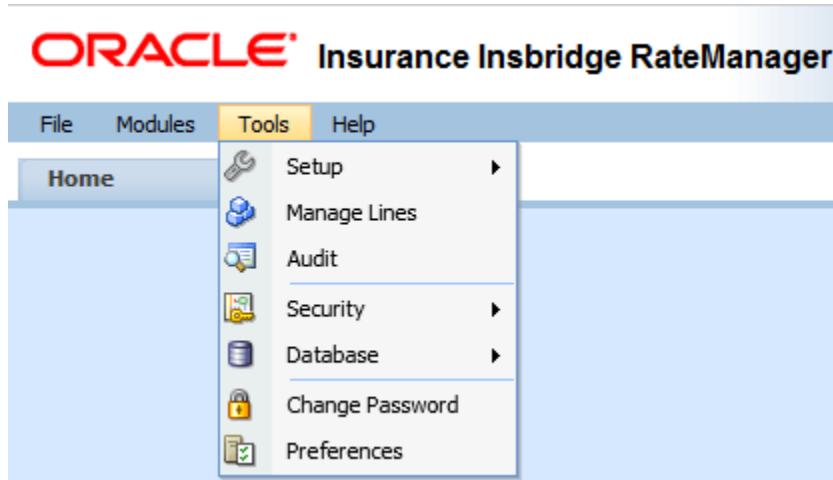 ORACLE Insurance Insbridge RateManager
File Modules Tools Help
Home
Setup
Manage Lines
Audit
Security
Database
Change Password
Preferences